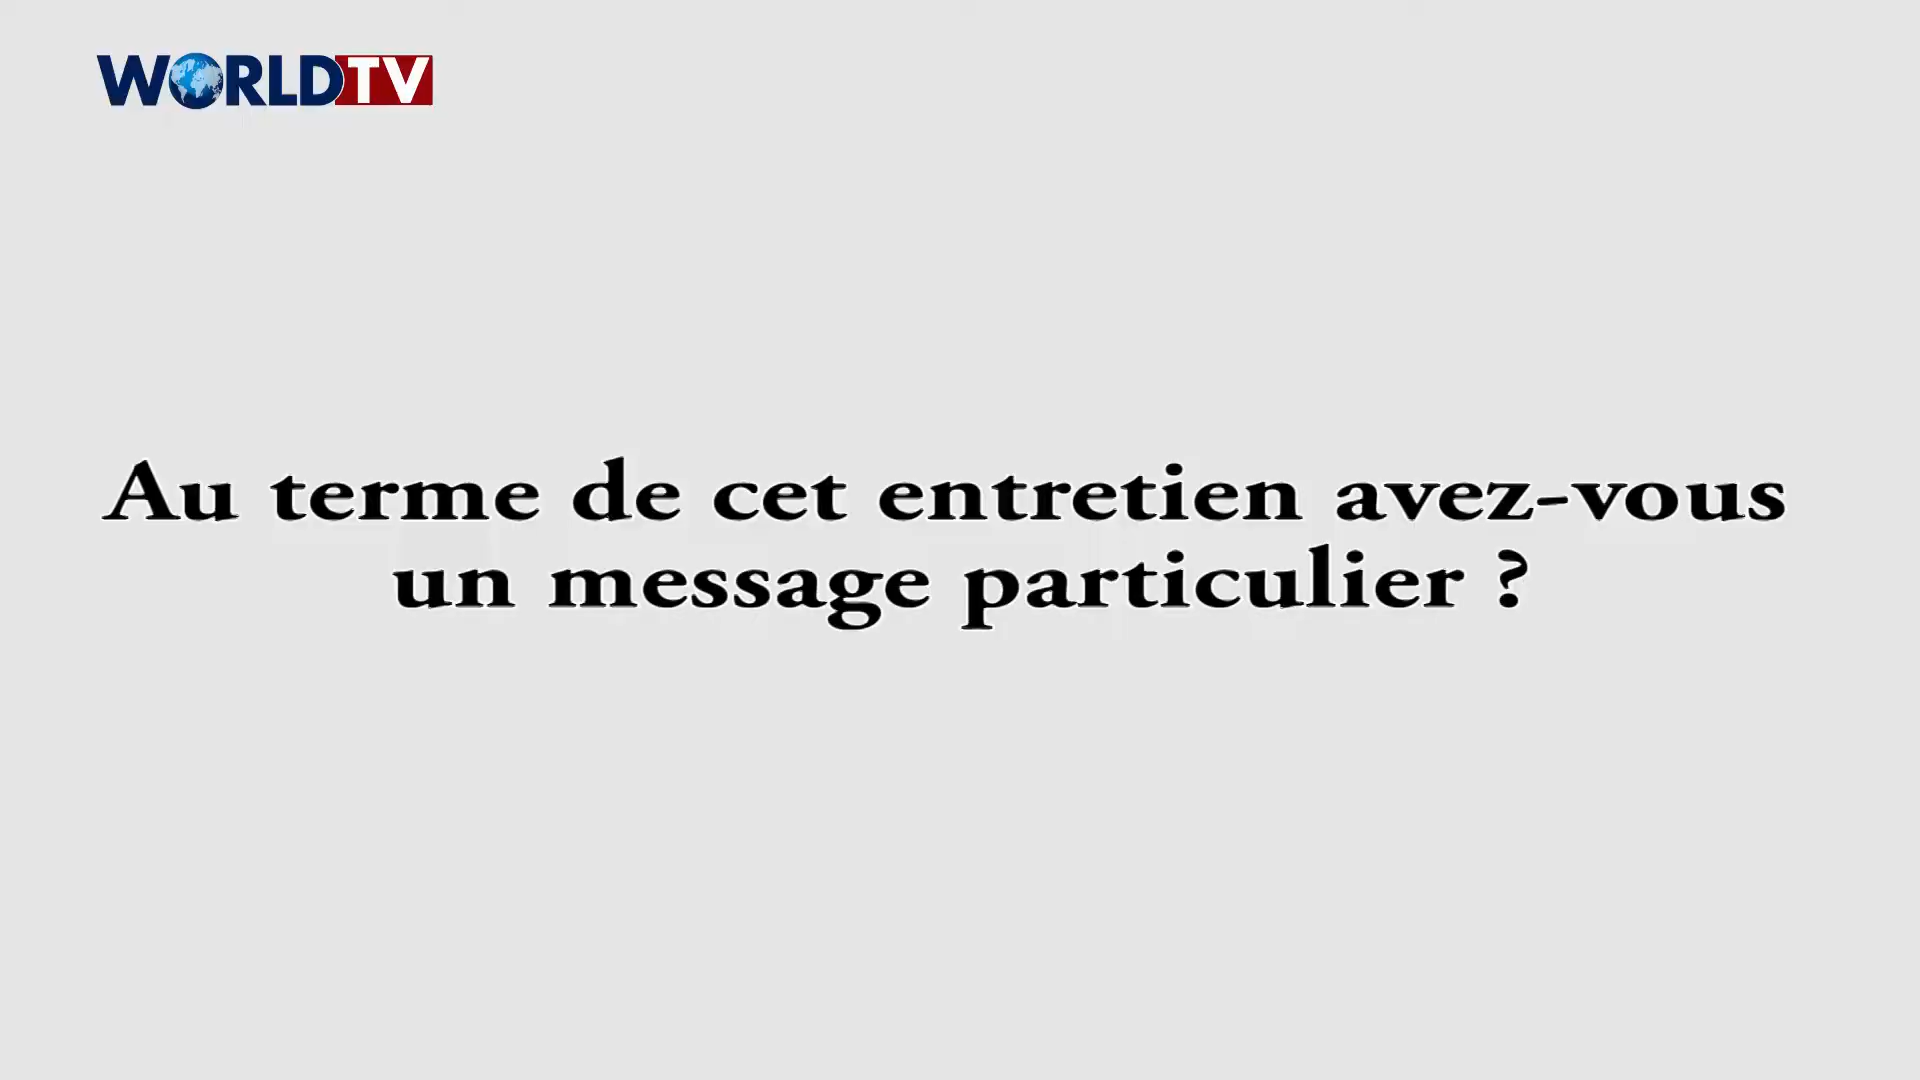 WORLDTV
Au terme de cet entretien avez-vous
un message particulier ?